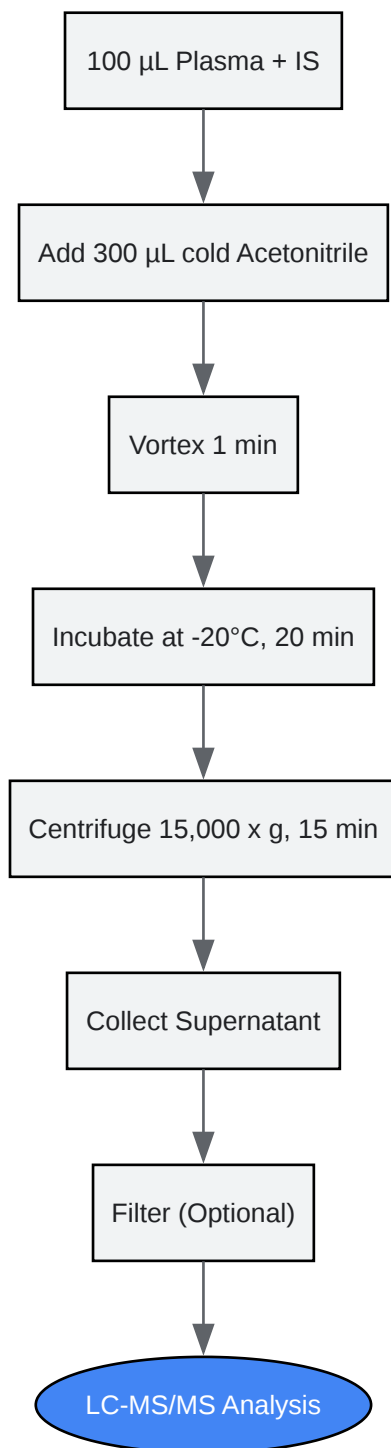 100 µL Plasma + IS
Add 300 µL cold Acetonitrile
Vortex 1 min
Incubate at -20°C, 20 min
Centrifuge 15,000 x g, 15 min
Collect Supernatant
Filter (Optional)
LC-MS/MS Analysis